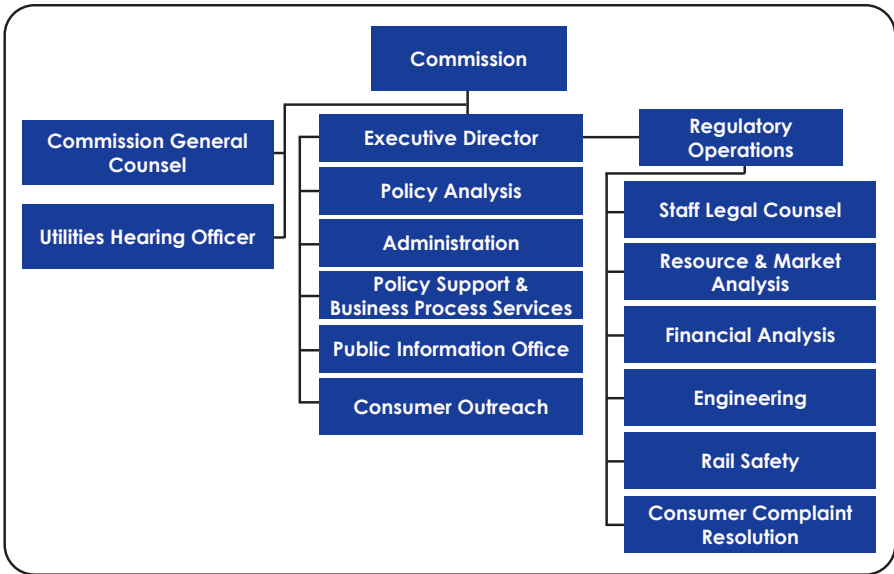 Commission
Commission General
Counsel
Utilities Hearing Officer
Executive Director
Policy Analysis
Administration
Policy Support &
Business Process Services
Public Information Office
Consumer Outreach
Regulatory
Operations
Staff Legal Counsel
Resource & Market
Analysis
Financial Analysis
Engineering
Rail Safety
Consumer Complaint
Resolution